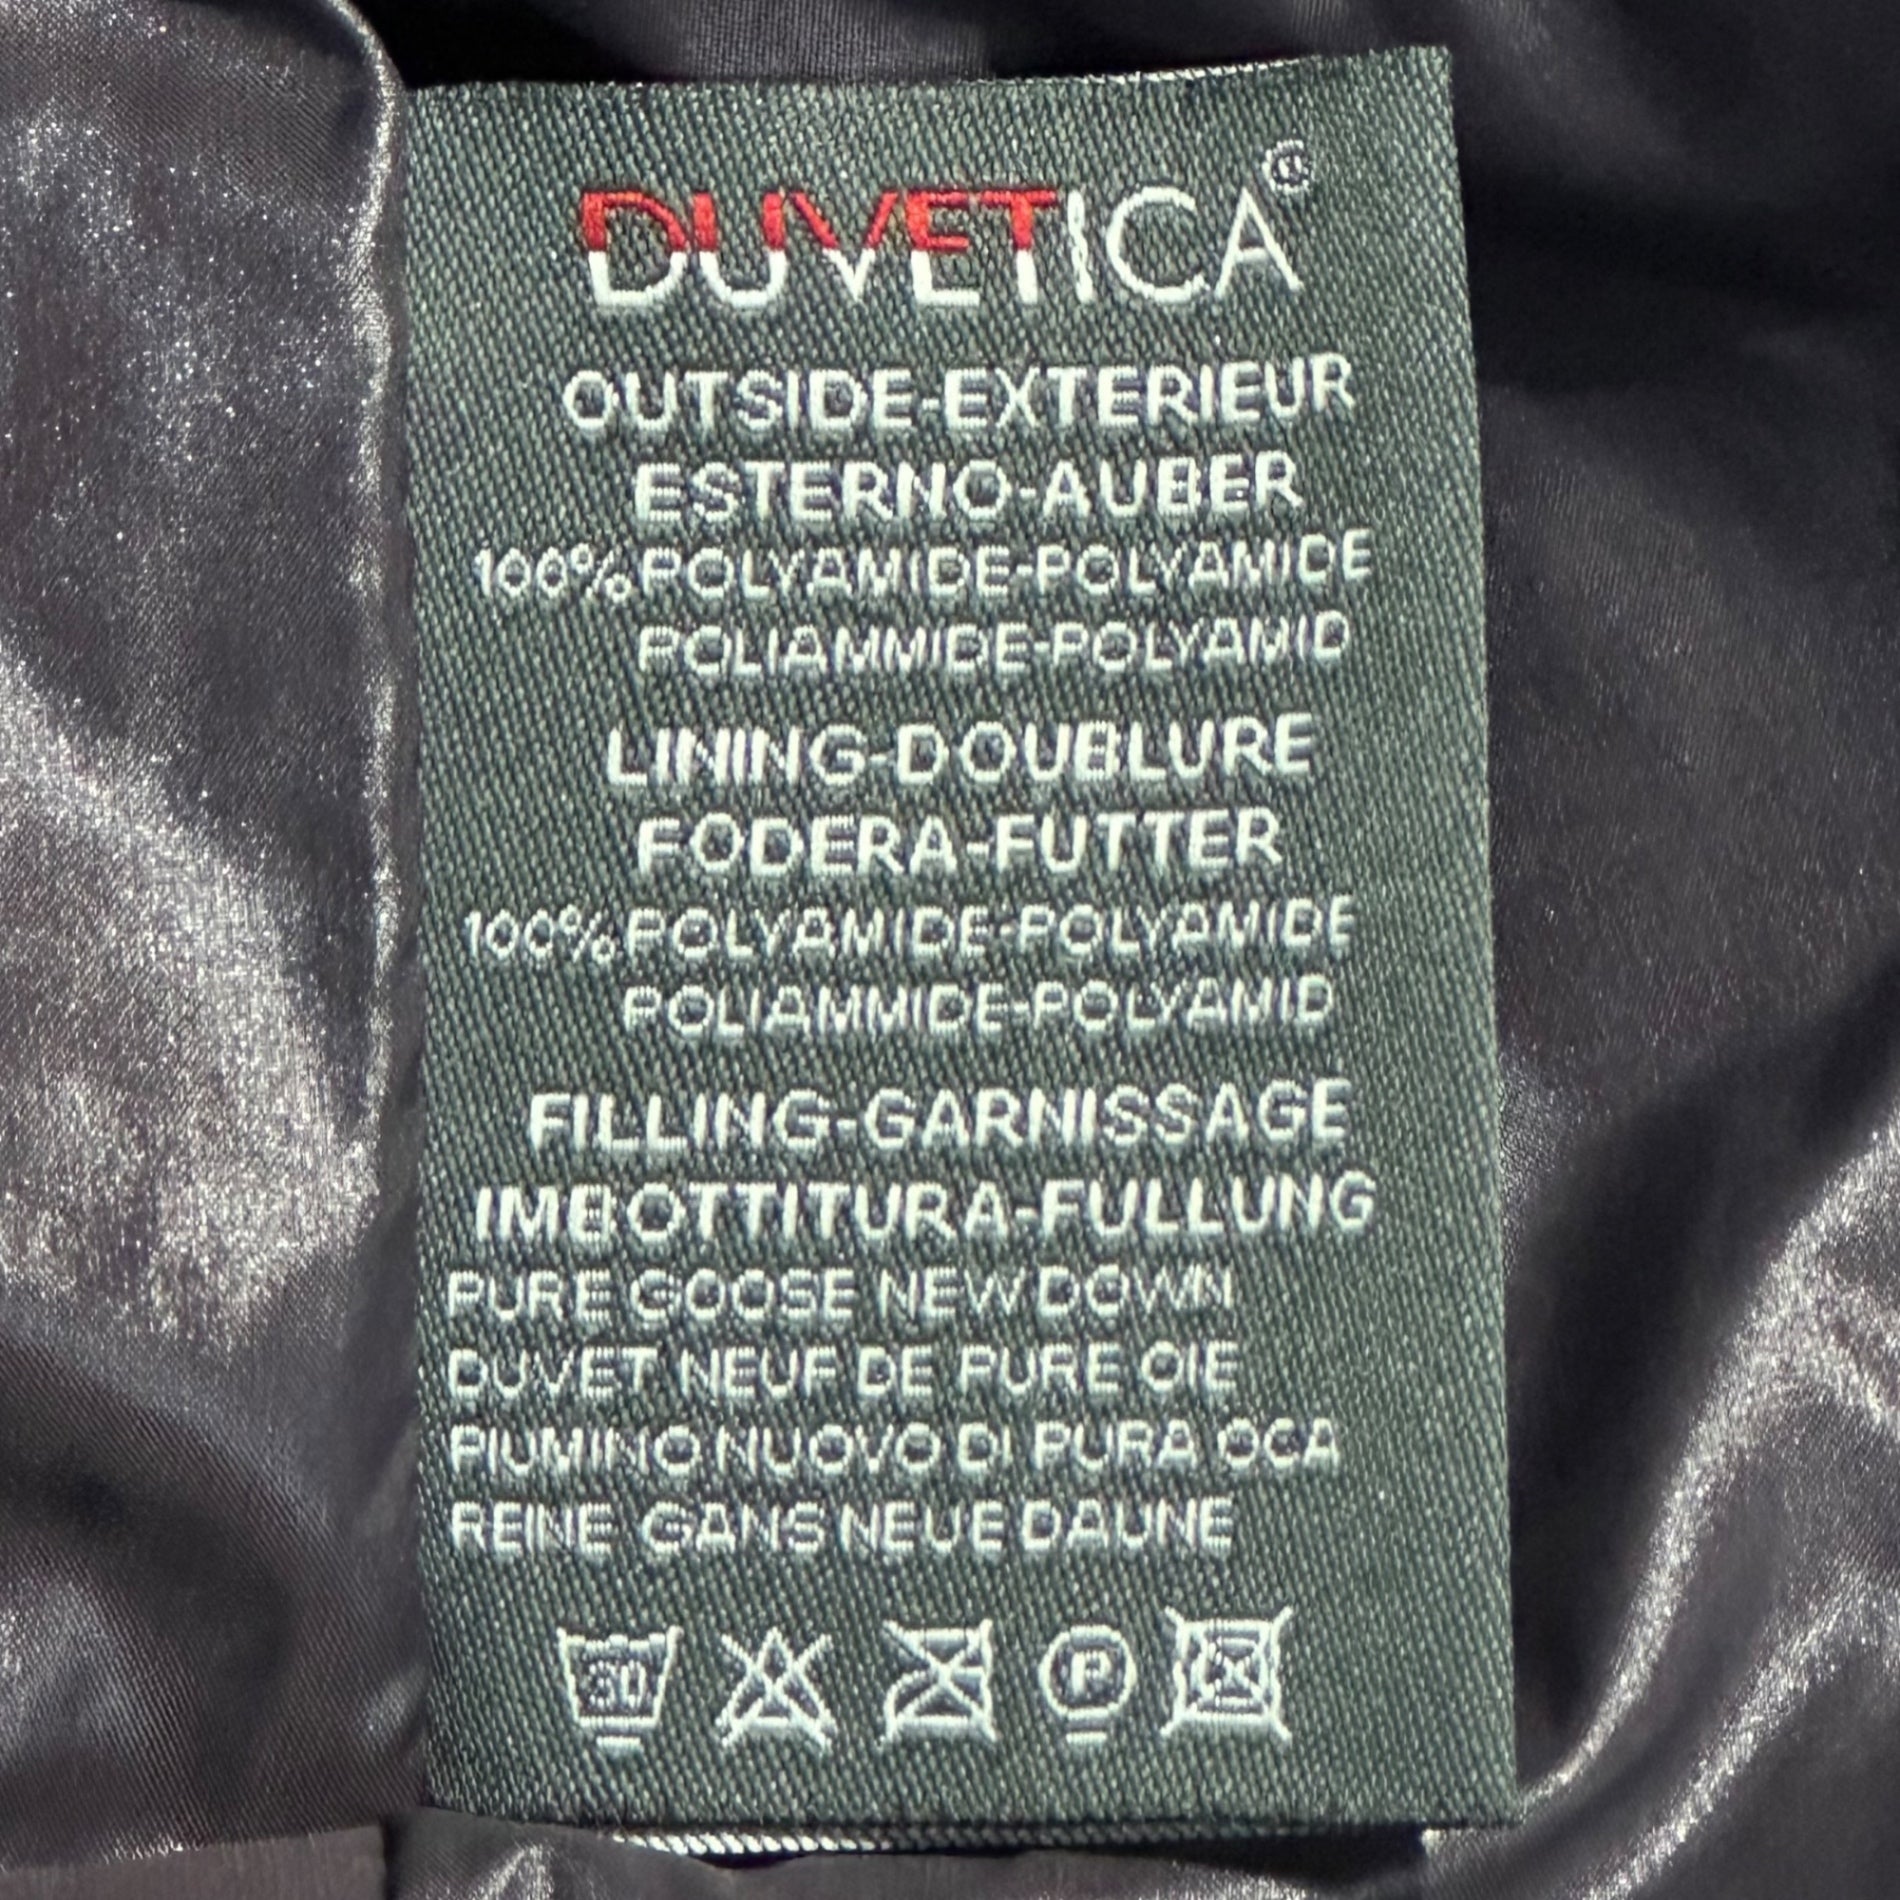 DUVETICA®
OUTSIDE-EXTERIEUR
ESTERNO-AUBER
100% POLYAMIDE-POLYAMIDE
POLIAMMIDE-POLYAMID
LINING-DOUBLURE
FODERA-FUTTER
100% POLYAMIDE-POLYAMIDE
POLIAMMIDE-POLYAMID
FILLING-GARNISSAGE
IMBOTTITURA-FULLUNG
PURE GOOSE NEW DOWN
DUVET NEUF DE PURE OIE
PIUMINO NUOVO DI PURA OCA
REINE GANS NEUE DAUNE
30 P